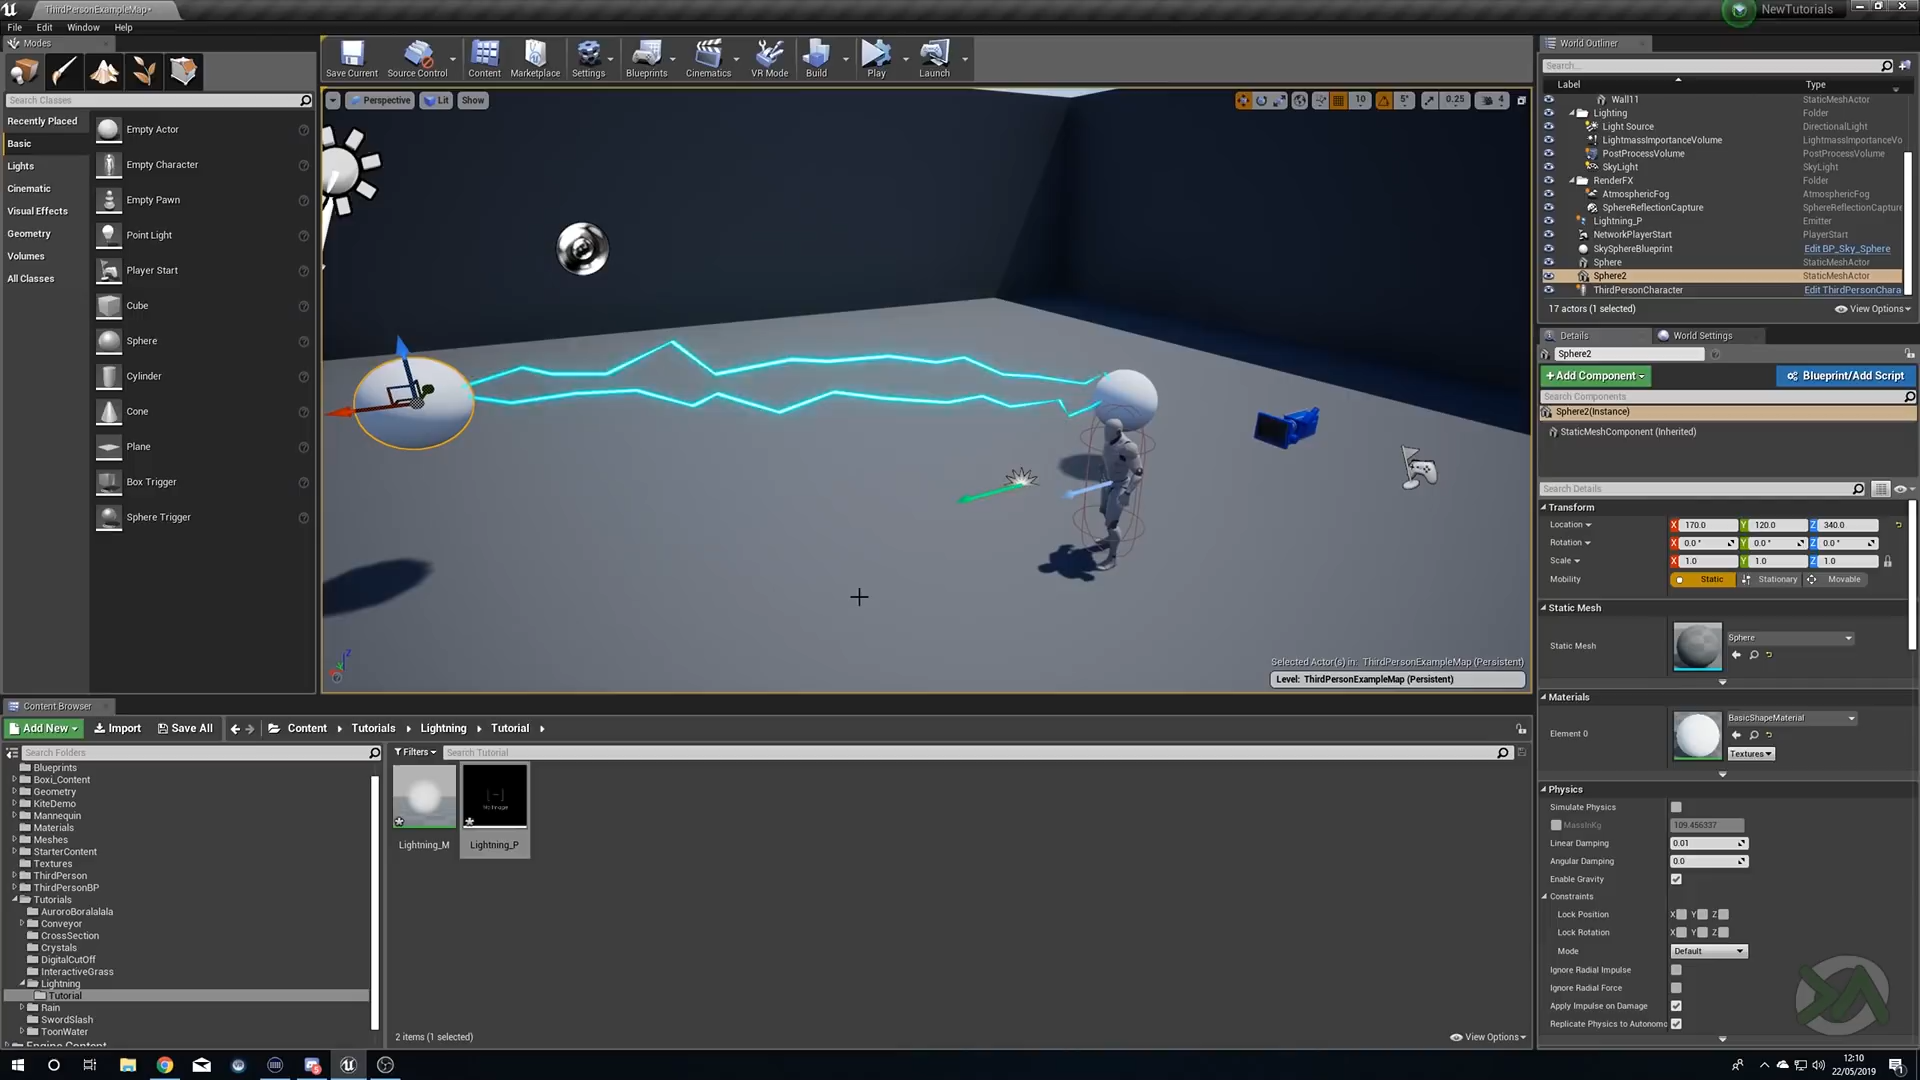 ThirdPersonExampleMap*
NewTutorials
File Edit Window Help
Modes
Search Classes
Recently Placed
Basic
Lights
Cinematic
Visual Effects
Geometry
Volumes
All Classes
Empty Actor
Empty Character
Empty Pawn
Point Light
Player Start
Cube
Sphere
Cylinder
Cone
Plane
Box Trigger
Sphere Trigger
Save Current
Source Control
Content
Marketplace
Settings
Blueprints
Cinematics
VR Mode
Build
Play
Launch
Perspective Lit Show
10 5° 0.25 4
Selected Actor(s) in: ThirdPersonExampleMap (Persistent)
Level: ThirdPersonExampleMap (Persistent)
World Outliner
Search...
Label Type
Wall11 StaticMeshActor
Lighting Folder
Light Source DirectionalLight
LightmassImportanceVolume LightmassImportanceVo
PostProcessVolume PostProcessVolume
SkyLight SkyLight
RenderFX Folder
AtmosphericFog AtmosphericFog
SphereReflectionCapture SphereReflectionCapture
Lightning_P Emitter
NetworkPlayerStart PlayerStart
SkySphereBlueprint Edit BP_Sky_Sphere
Sphere StaticMeshActor
Sphere2 StaticMeshActor
ThirdPersonCharacter Edit ThirdPersonChara
17 actors (1 selected) View Options
Details World Settings
Sphere2
+Add Component Blueprint/Add Script
Search Components
Sphere2(Instance)
StaticMeshComponent (Inherited)
Search Details
Transform
Location X 170.0 Y 120.0 Z 340.0
Rotation X 0.0° Y 0.0° Z 0.0°
Scale X 1.0 Y 1.0 Z 1.0
Mobility Static Stationary Movable
Static Mesh
Static Mesh Sphere
Materials
Element 0 BasicShapeMaterial
Textures
Physics
Simulate Physics
MassInKg 109.456337
Linear Damping 0.01
Angular Damping 0.0
Enable Gravity
Constraints
Lock Position X Y Z
Lock Rotation X Y Z
Mode Default
Ignore Radial Impulse
Ignore Radial Force
Apply Impulse on Damage
Replicate Physics to Autonomo
Content Browser
Add New Import Save All Content Tutorials Lightning Tutorial
Search Folders
Filters Search Tutorial
Blueprints
Boxi_Content
Geometry
KiteDemo
Mannequin
Materials
Meshes
StarterContent
Textures
ThirdPerson
ThirdPersonBP
Tutorials
AuroroBoralalala
Conveyor
CrossSection
Crystals
DigitalCutOff
InteractiveGrass
Lightning
Tutorial
Rain
SwordSlash
ToonWater
Engine Content
No Image
Lightning_M
Lightning_P
2 items (1 selected)
View Options
12:10
22/05/2019